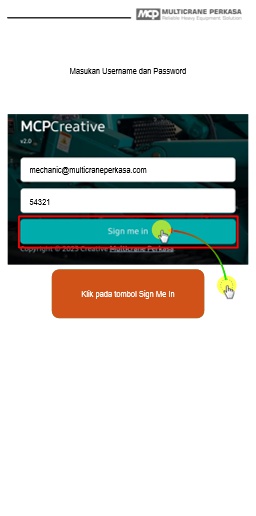 MCP MULTICRANE PERKASA
Reliable Heavy Equipment Solution
Masukan Username dan Password
MCPCreative
v2.0
mechanic@multicraneperkasa.com
54321
Sign me in
Copyright © 2023 Creative Multicrane Perkasa
Klik pada tombol Sign Me In